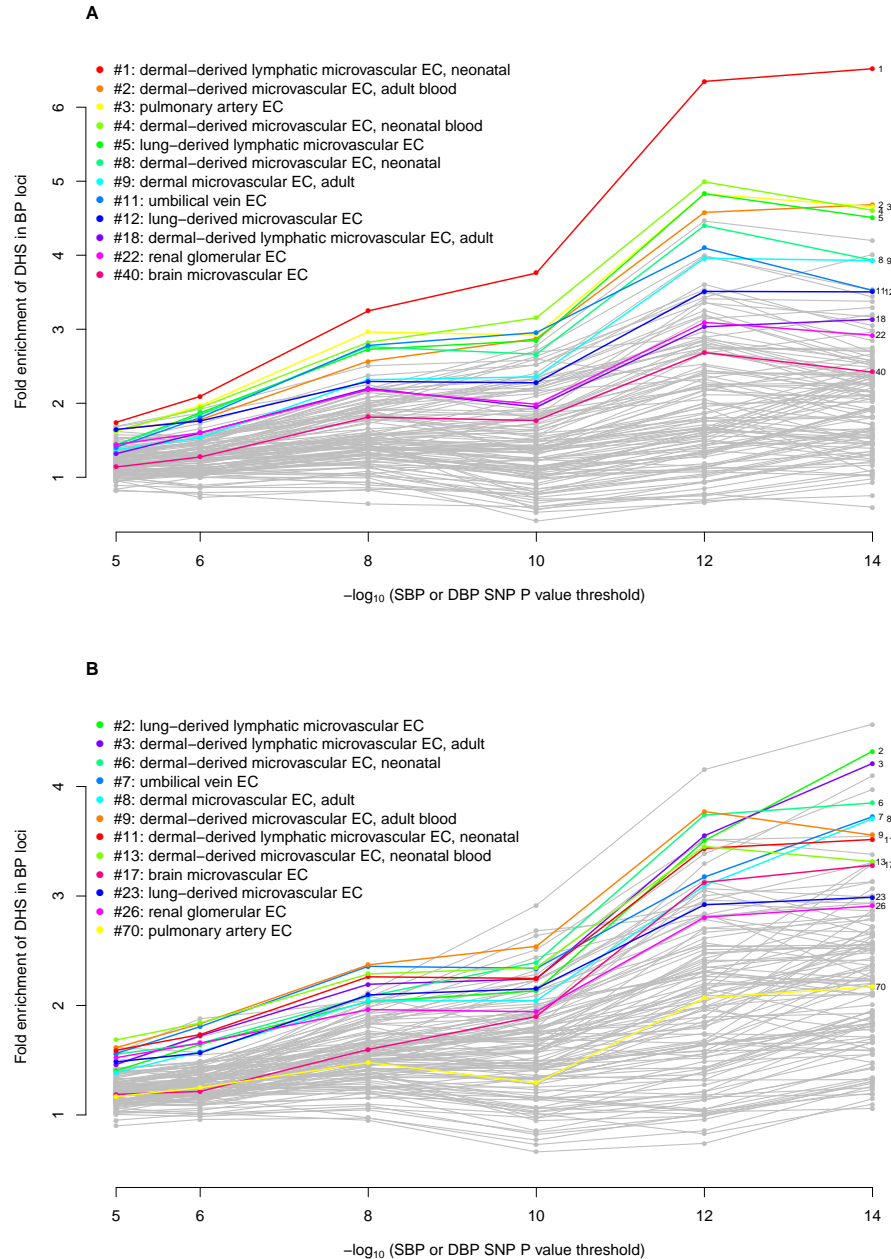 A
#1: dermal−derived lymphatic microvascular EC, neonatal
#2: dermal−derived microvascular EC, adult blood
#3: pulmonary artery EC
#4: dermal−derived microvascular EC, neonatal blood
#5: lung−derived lymphatic microvascular EC
#8: dermal−derived microvascular EC, neonatal
#9: dermal microvascular EC, adult
#11: umbilical vein EC
#12: lung−derived microvascular EC
#18: dermal−derived lymphatic microvascular EC, adult
#22: renal glomerular EC
#40: brain microvascular EC
Fold enrichment of DHS in BP loci
6
5
4
3
2
1
1
2
3
4
5
8
9
11
12
18
22
40
5 6 8 10 12 14
−log10 (SBP or DBP SNP P value threshold)
B
#2: lung−derived lymphatic microvascular EC
#3: dermal−derived lymphatic microvascular EC, adult
#6: dermal−derived microvascular EC, neonatal
#7: umbilical vein EC
#8: dermal microvascular EC, adult
#9: dermal−derived microvascular EC, adult blood
#11: dermal−derived lymphatic microvascular EC, neonatal
#13: dermal−derived microvascular EC, neonatal blood
#17: brain microvascular EC
#23: lung−derived microvascular EC
#26: renal glomerular EC
#70: pulmonary artery EC
Fold enrichment of DHS in BP loci
4
3
2
1
2
3
6
7
8
9
11
13
17
23
26
70
5 6 8 10 12 14
−log10 (SBP or DBP SNP P value threshold)